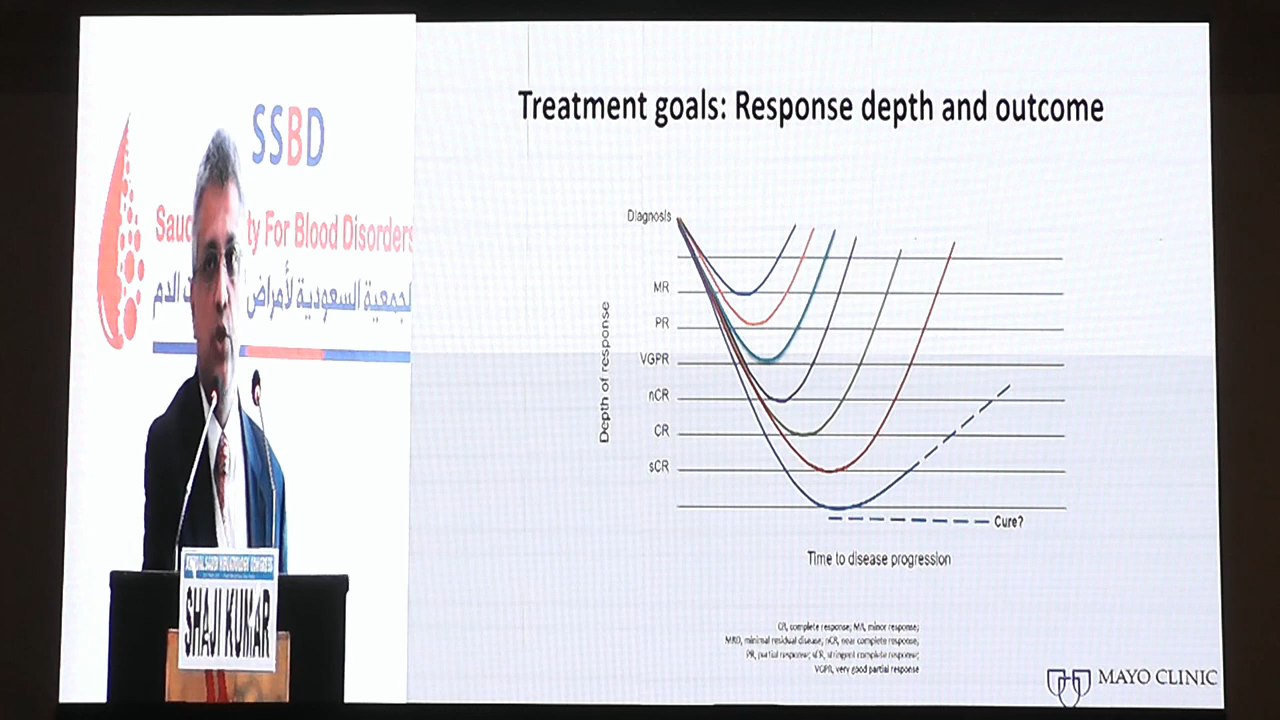 SSBD
Sauc ty For Blood Disorders
الجمعية السعودية لأمراض الدم
SHAJI KUMAR
Treatment goals: Response depth and outcome
Diagnosis
MR
PR
VGPR
nCR
CR
sCR
Depth of response
Cure?
Time to disease progression
CR, complete response; MR, minor response;
MRD, minimal residual disease, nCR, near complete response,
PR, partial response; sCR, stringent complete response;
VGPR, very good partial response
MAYO CLINIC